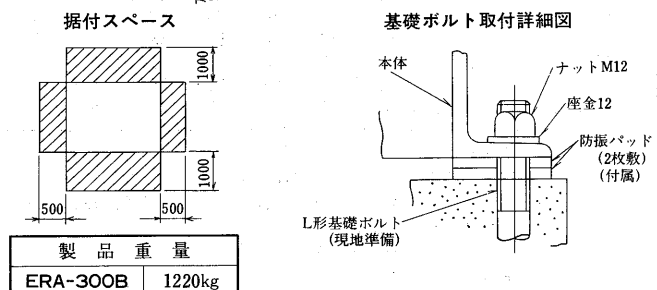 据付スペース
1000
1000
500
500
製品重量
ERA-300B 1220kg
基礎ボルト取付詳細図
本体
ナットM12
座金12
防振パッド
(2枚敷)
(付属)
L形基礎ボルト
(現地準備)